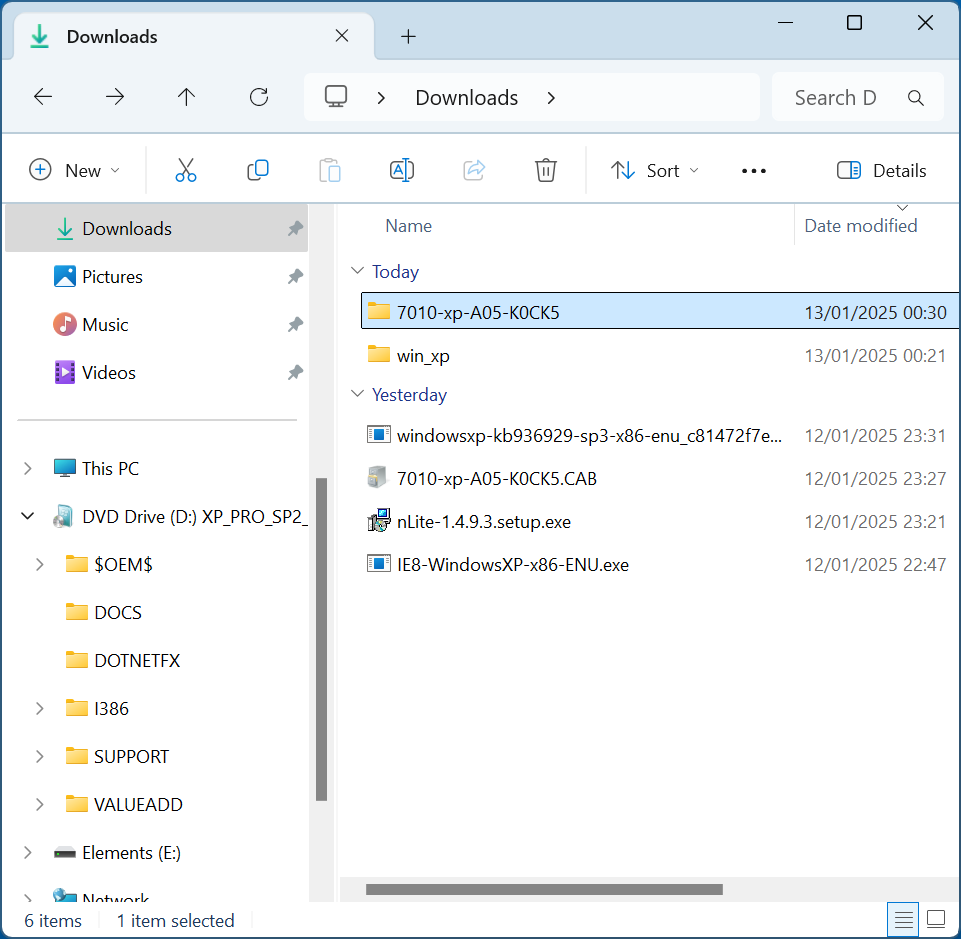 Downloads
Downloads
Search D
New
Sort
Details
Downloads
Pictures
Music
Videos
This PC
DVD Drive (D:) XP_PRO_SP2_
$OEM$
DOCS
DOTNETFX
I386
SUPPORT
VALUEADD
Elements (E:)
Network
Name Date modified
Today
7010-xp-A05-K0CK5 13/01/2025 00:30
win_xp 13/01/2025 00:21
Yesterday
windowsxp-kb936929-sp3-x86-enu_c81472f7e... 12/01/2025 23:31
7010-xp-A05-K0CK5.CAB 12/01/2025 23:27
nLite-1.4.9.3.setup.exe 12/01/2025 23:21
IE8-WindowsXP-x86-ENU.exe 12/01/2025 22:47
6 items 1 item selected